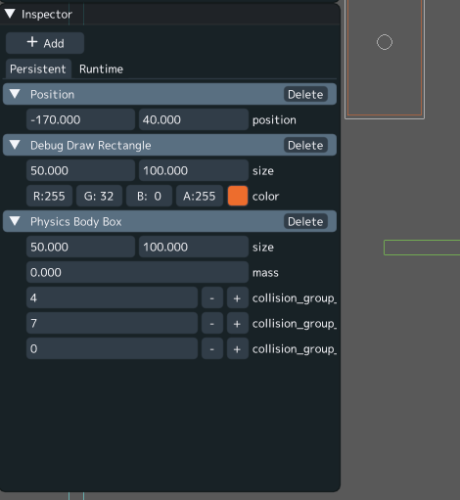 ▼ Inspector
+ Add
Persistent Runtime
▼ Position Delete
-170.000 40.000 position
▼ Debug Draw Rectangle Delete
50.000 100.000 size
R:255 G: 32 B: 0 A:255 color
▼ Physics Body Box Delete
50.000 100.000 size
0.000 mass
4 - + collision_group_
7 - + collision_group_
0 - + collision_group_